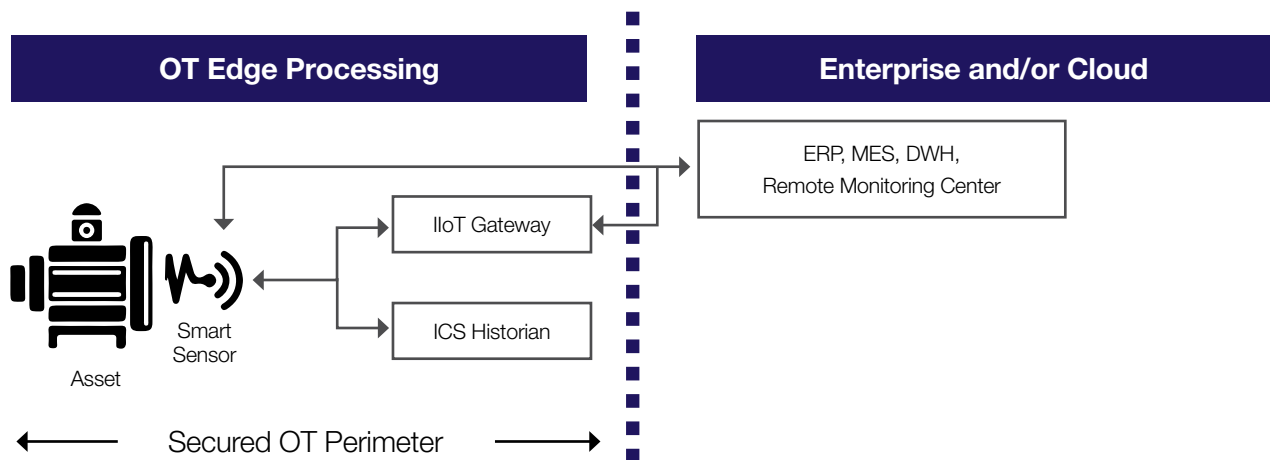 OT Edge Processing
Enterprise and/or Cloud
ERP, MES, DWH,
Remote Monitoring Center
IIoT Gateway
ICS Historian
Smart
Sensor
Asset
Secured OT Perimeter